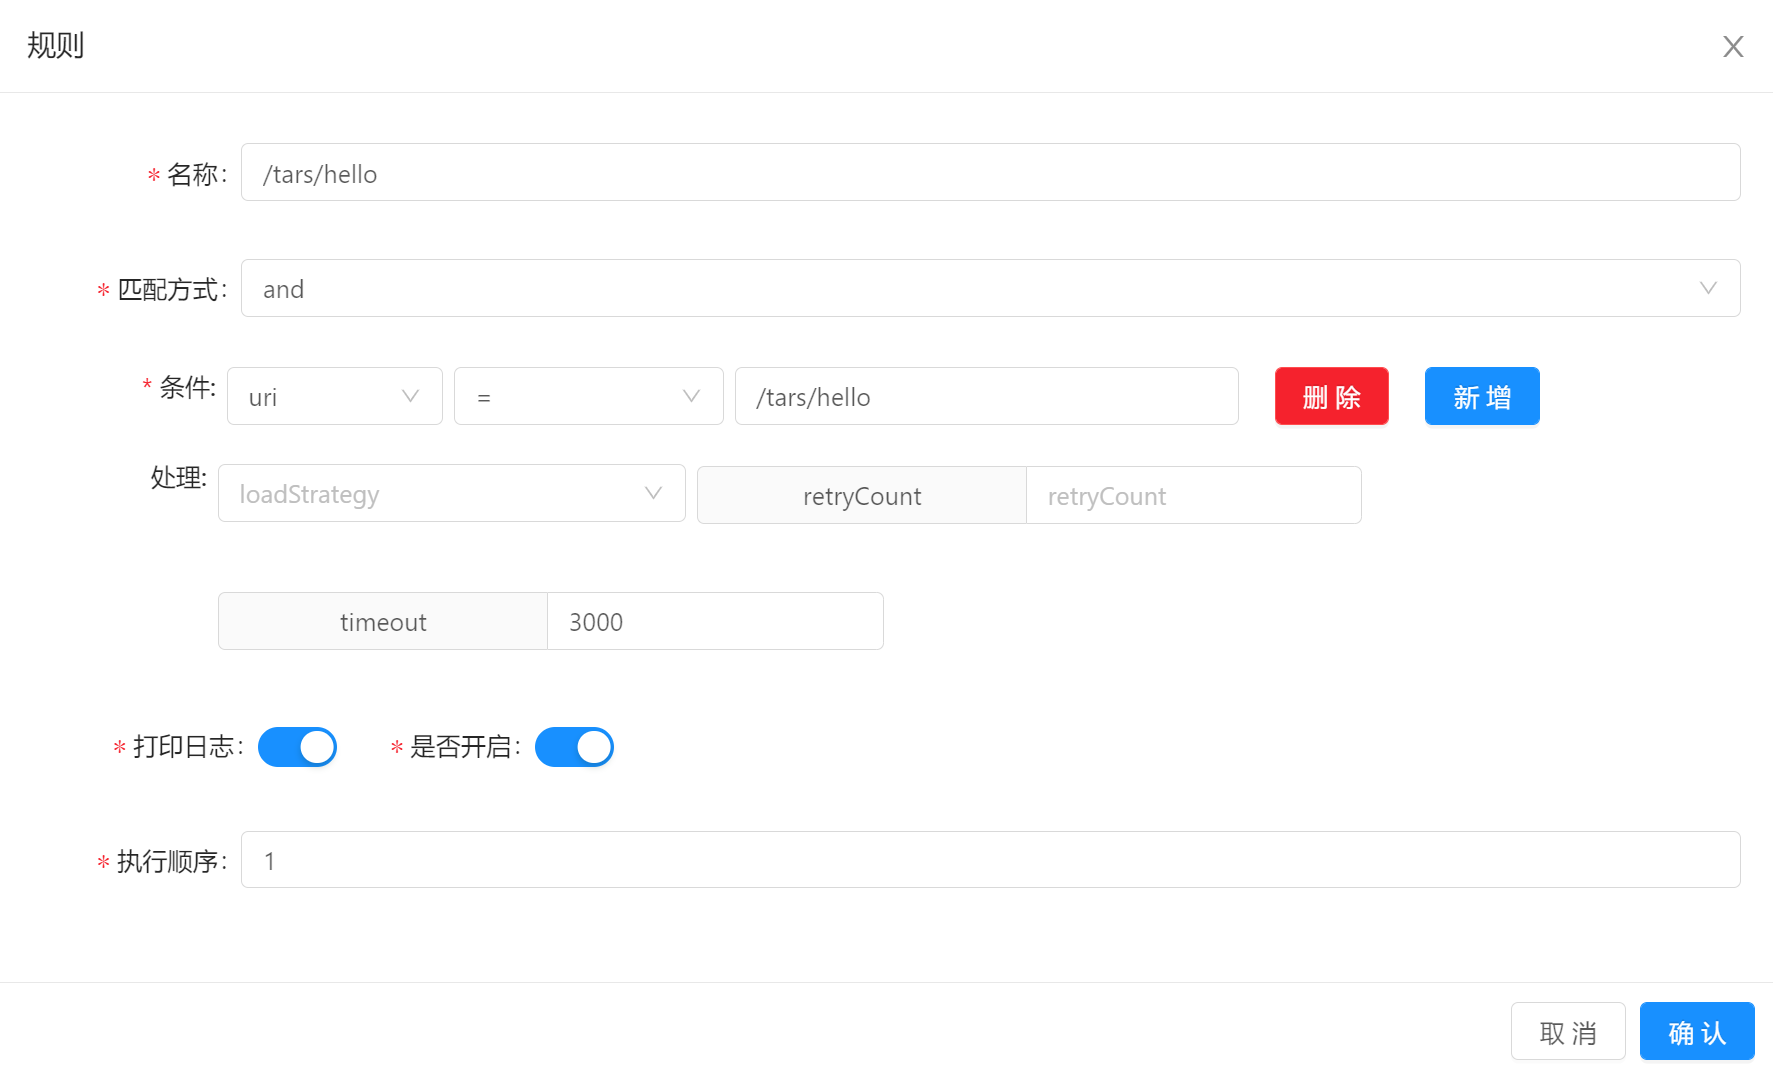 规则
* 名称: /tars/hello
* 匹配方式: and
* 条件: uri = /tars/hello 删 除 新 增
处理: loadStrategy retryCount retryCount
timeout 3000
* 打印日志: * 是否开启:
* 执行顺序: 1
取 消 确 认